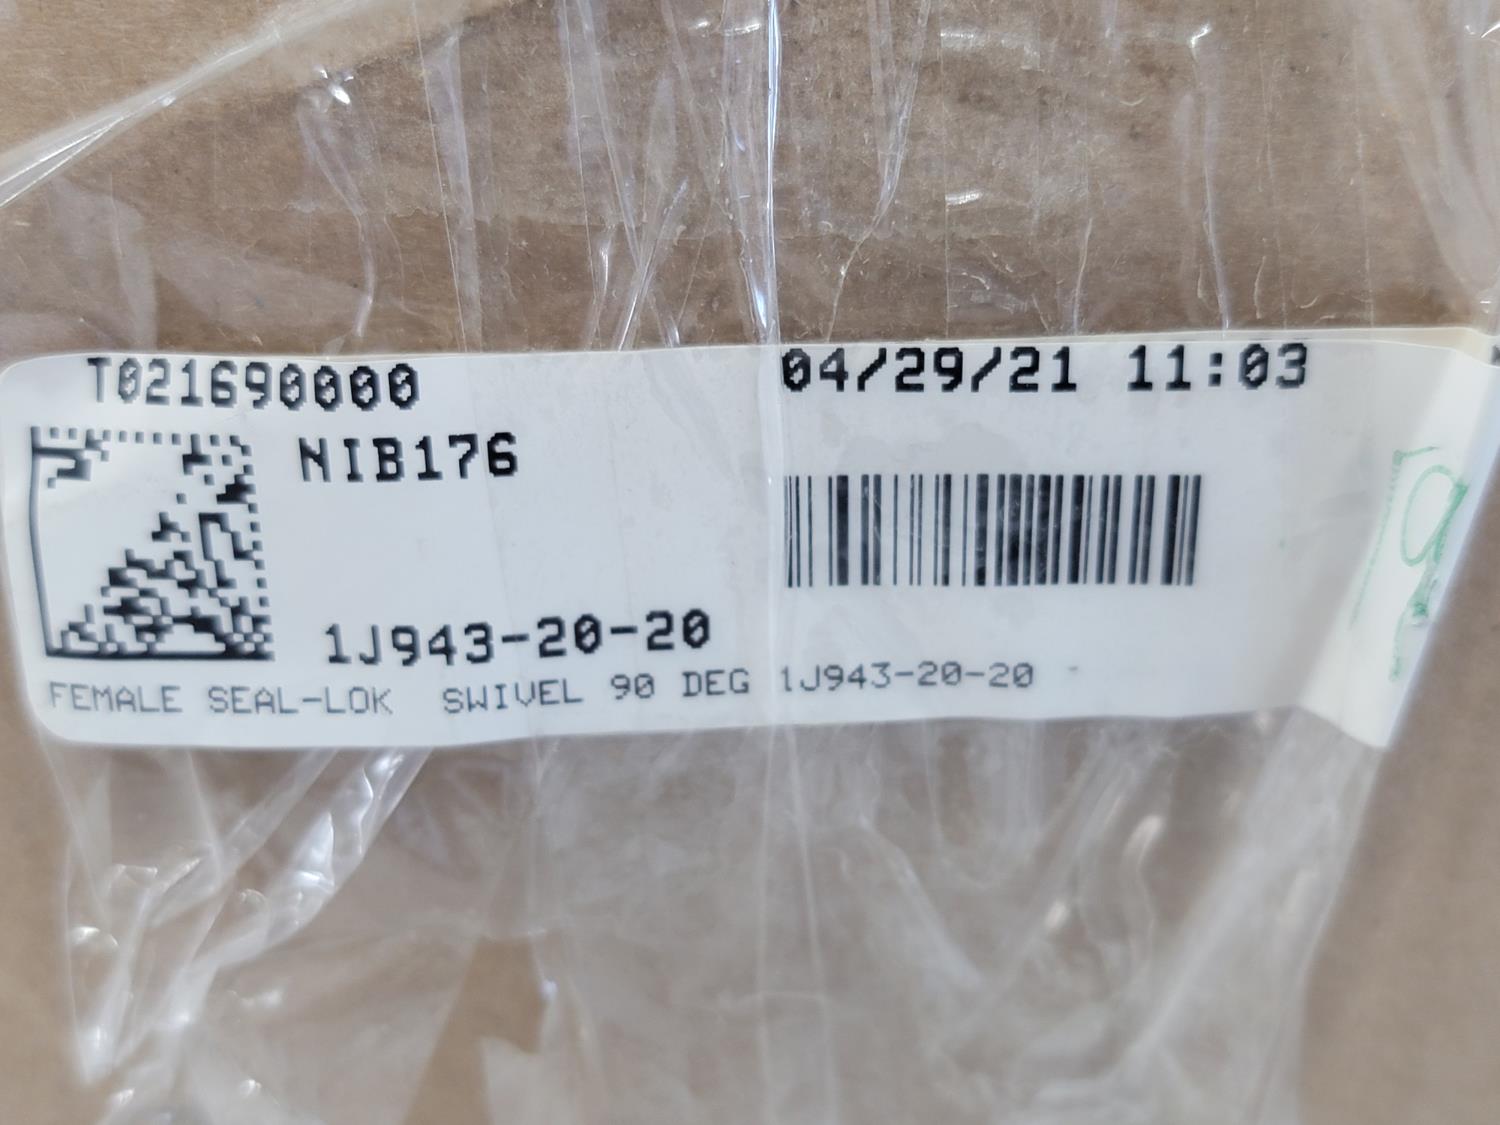 T021690000
04/29/21 11:03
NIB176
1J943-20-20
FEMALE SEAL-LOK SWIVEL 90 DEG 1J943-20-20